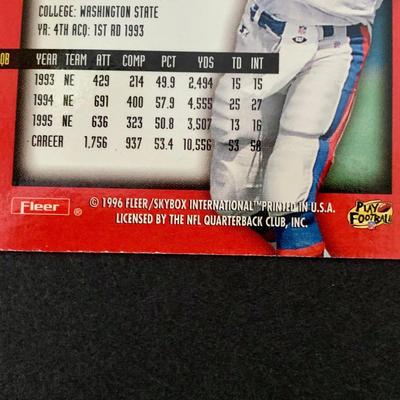 COLLEGE: WASHINGTON STATE
YR: 4TH ACQ: 1ST RD 1993
QB YEAR TEAM ATT COMP PCT YDS TD INT
1993 NE 429 214 49.9 2,494 15 15
1994 NE 691 400 57.9 4,555 25 27
1995 NE 636 323 50.8 3,507 13 16
CAREER 1,756 937 53.4 10,556 53 58
Fleer ®
© 1996 FLEER/SKYBOX INTERNATIONAL™ PRINTED IN U.S.A.
LICENSED BY THE NFL QUARTERBACK CLUB, INC.
PLAY
FOOTBALL